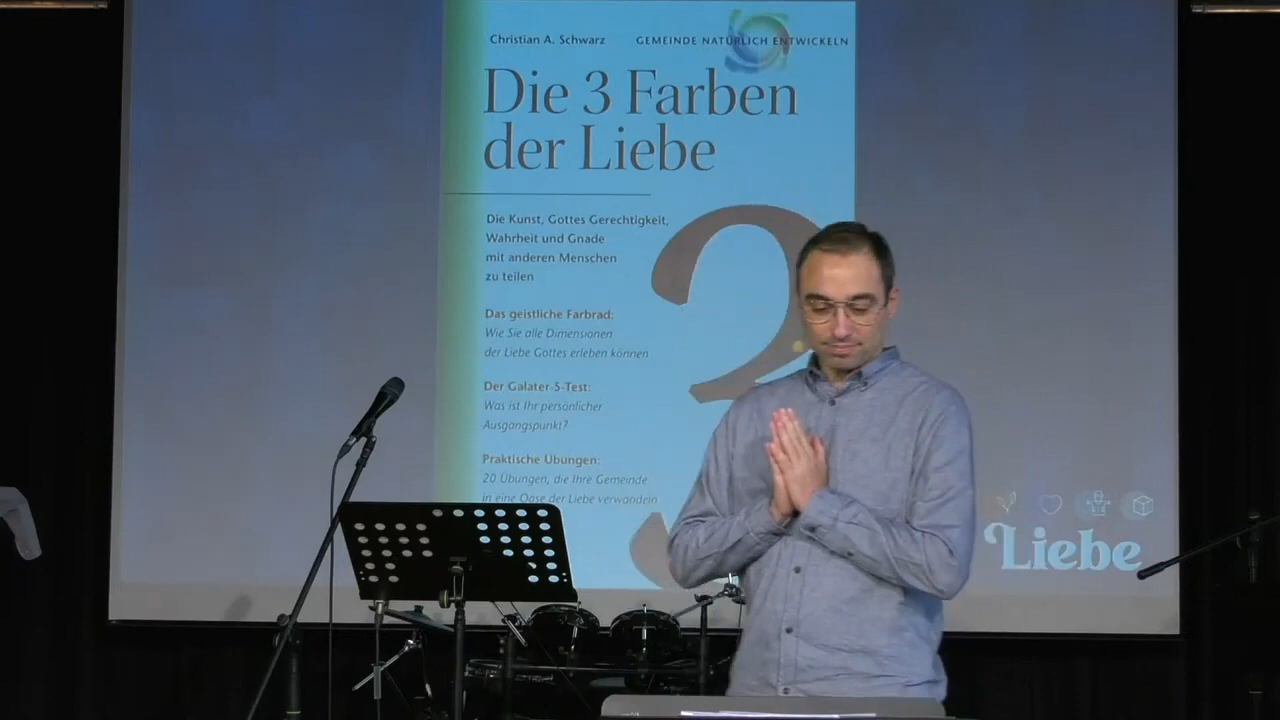 Christian A. Schwarz GEMEINDE NATÜRLICH ENTWICKELN
Die 3 Farben
der Liebe
Die Kunst, Gottes Gerechtigkeit,
Wahrheit und Gnade
mit anderen Menschen
zu teilen
Das geistliche Farbrad:
Wie Sie alle Dimensionen
der Liebe Gottes erleben können
Der Galater-5-Test:
Was ist Ihr persönlicher
Ausgangspunkt?
Praktische Übungen:
20 Übungen, die Ihre Gemeinde
in eine Oase der Liebe verwandeln
3
Liebe